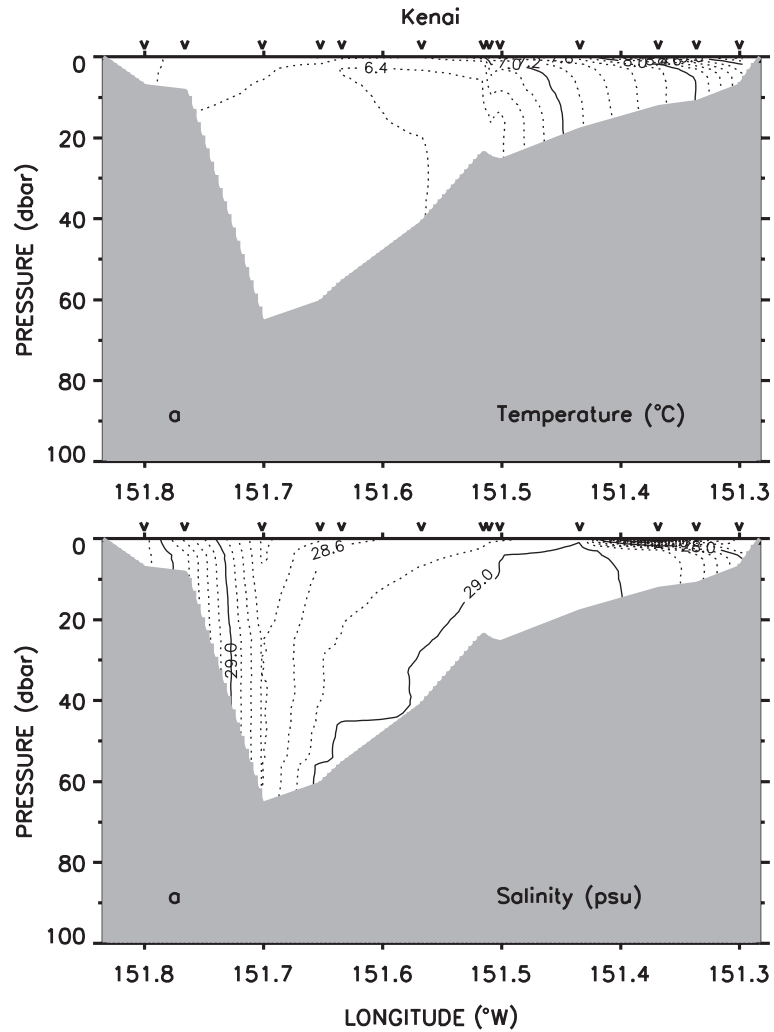 Kenai
v v v v v v vvv v v v v
0
20
40
60
80
100
PRESSURE (dbar)
6.4
7.0
8.0
a
Temperature (°C)
151.8 151.7 151.6 151.5 151.4 151.3
v v v v v v vvv v v v v
0
20
40
60
80
100
PRESSURE (dbar)
28.6
28.0
29.0
29.0
a
Salinity (psu)
151.8 151.7 151.6 151.5 151.4 151.3
LONGITUDE (°W)